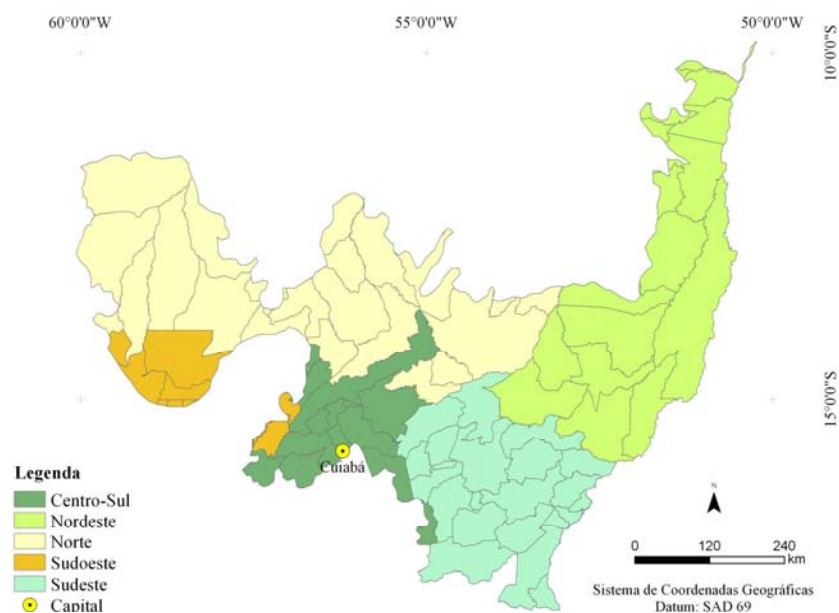 60°0'0"W
55°0'0"W
50°0'0"W
10°0'0"S
15°0'0"S
Cuiabá
Legenda
Centro-Sul
Nordeste
Norte
Sudoeste
Sudeste
Capital
0 120 240
km
Sistema de Coordenadas Geográficas
Datum: SAD 69
N